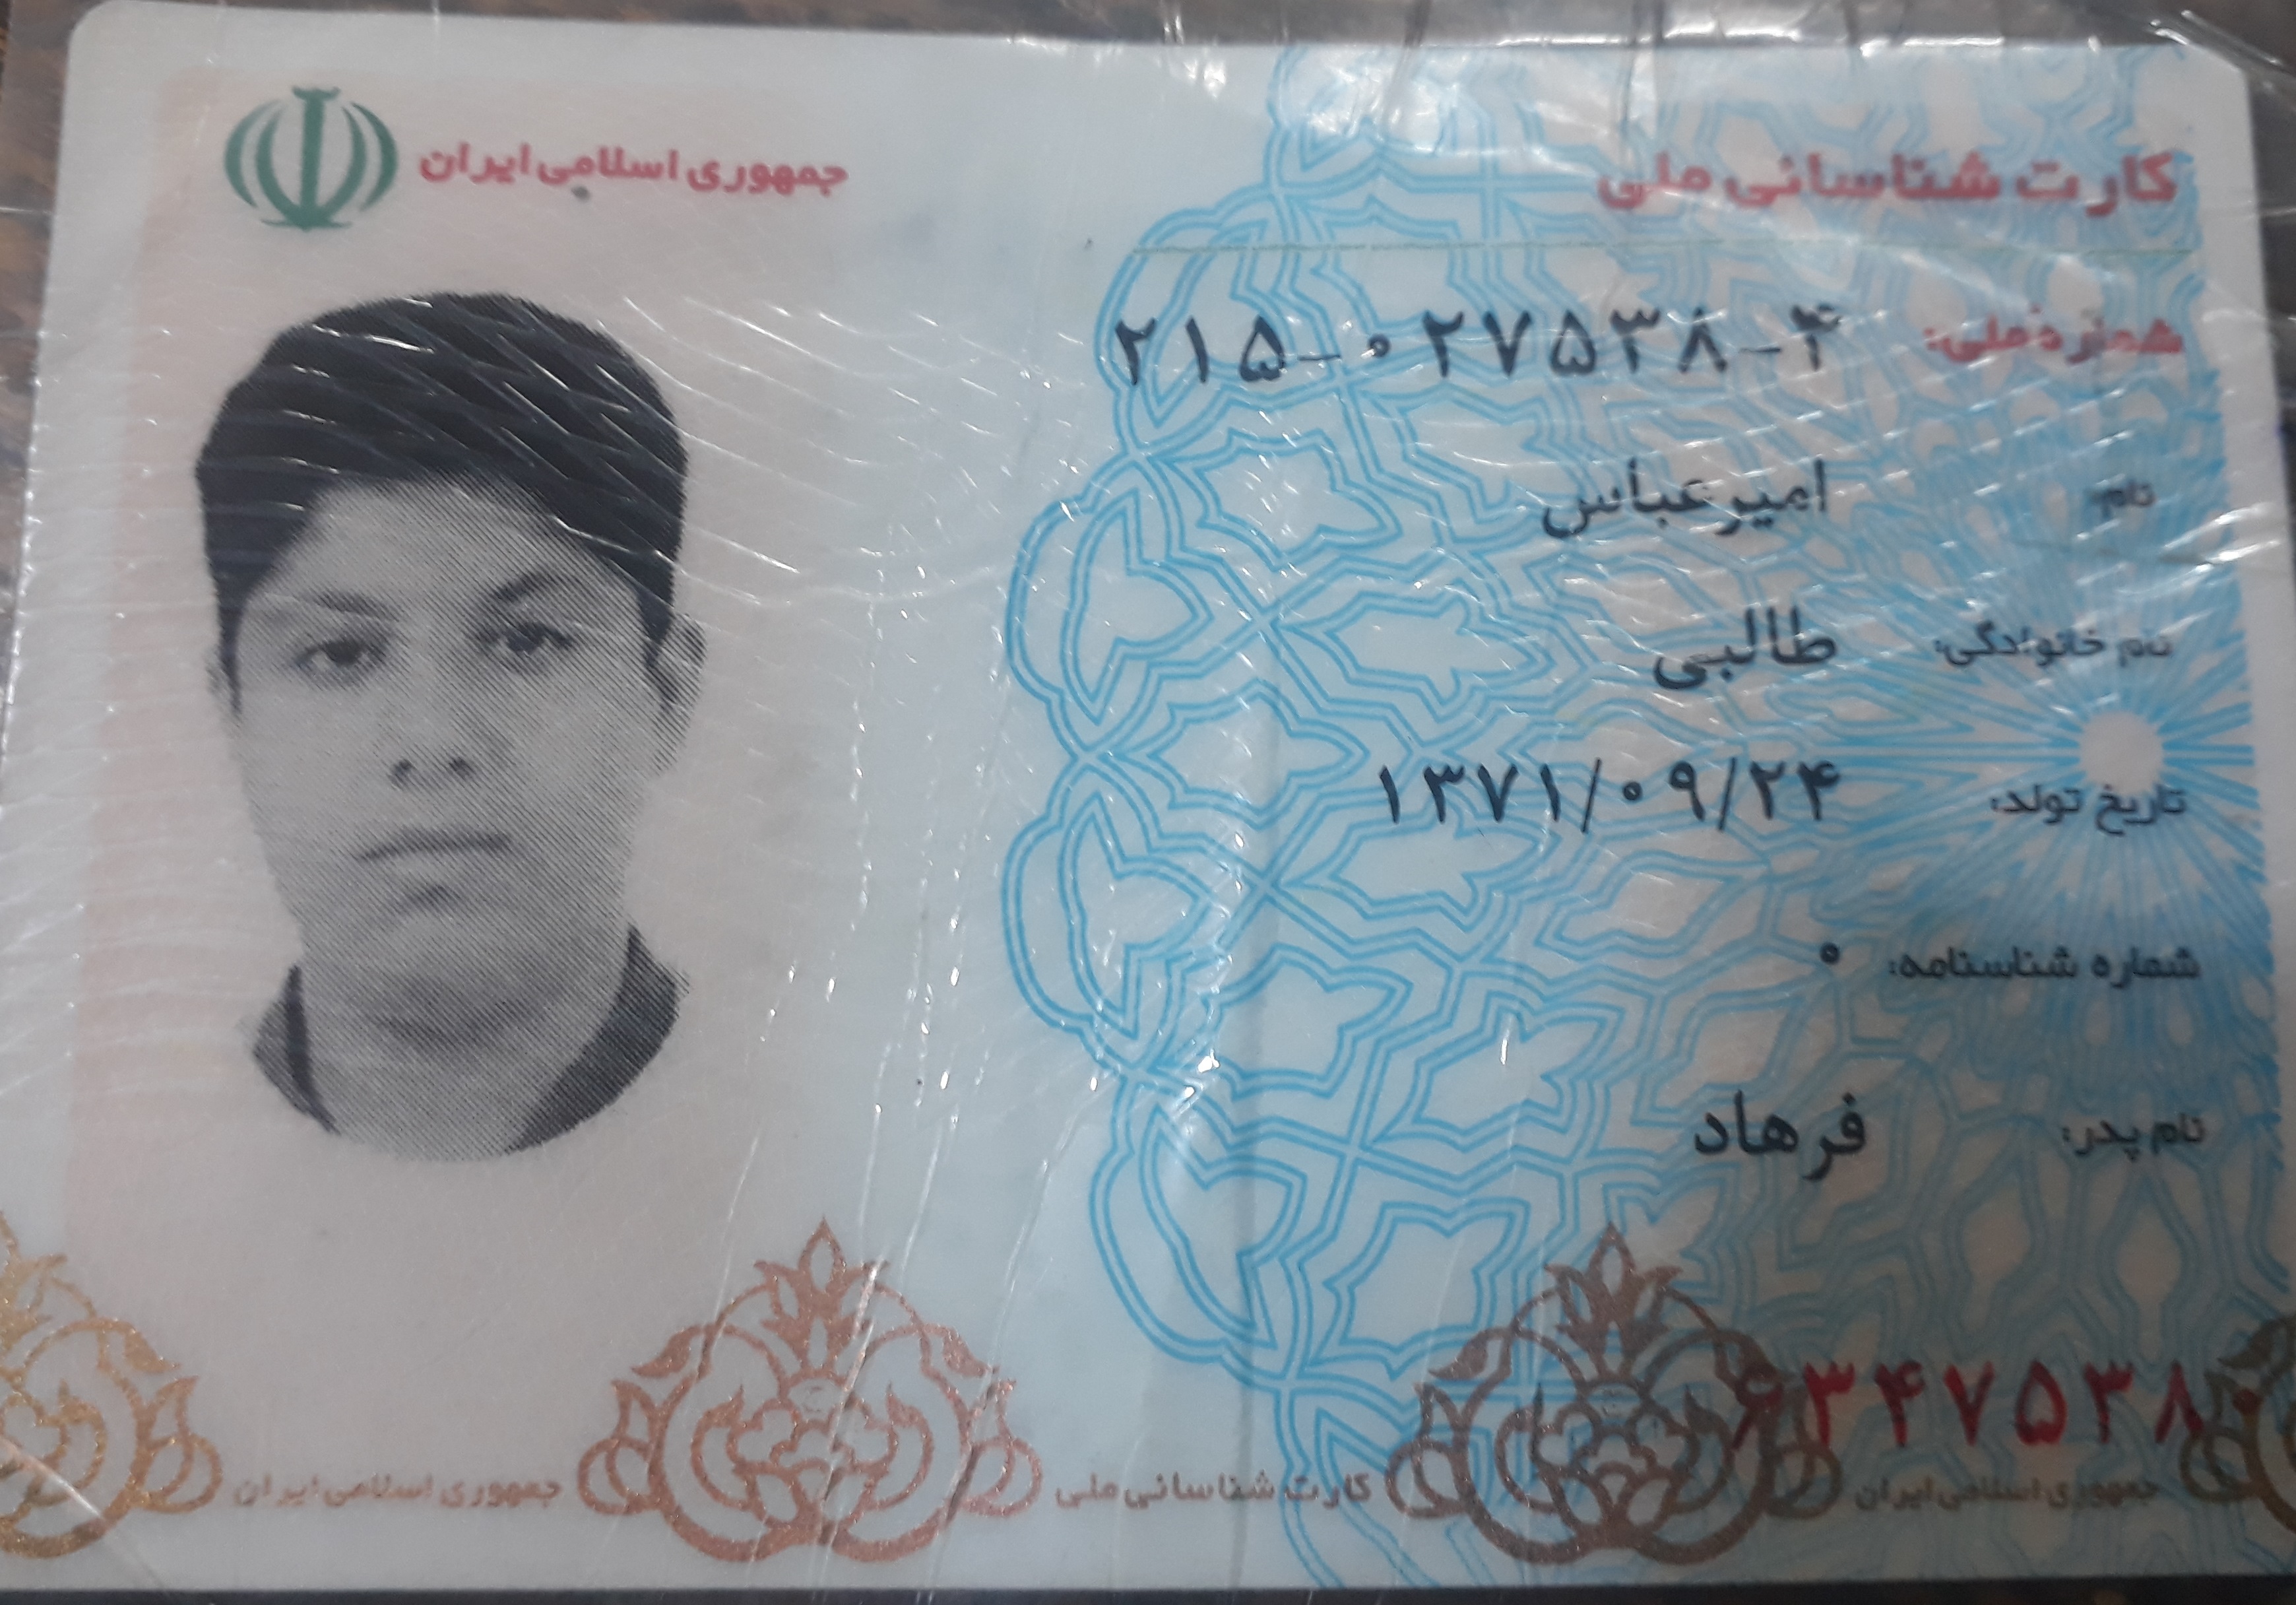 جمهوری اسلامی ایران
کارت شناسائی ملی
شماره ملی: ۲۱۵-۰۲۷۵۳۸-۴
نام: امیرعباس
نام خانوادگی: طالبی
تاریخ تولد: ۱۳۷۱/۰۹/۲۴
شماره شناسنامه: ۰
نام پدر: فرهاد
۶۳۴۷۵۳۸
جمهوری اسلامی ایران کارت شناسائی ملی جمهوری اسلامی ایران